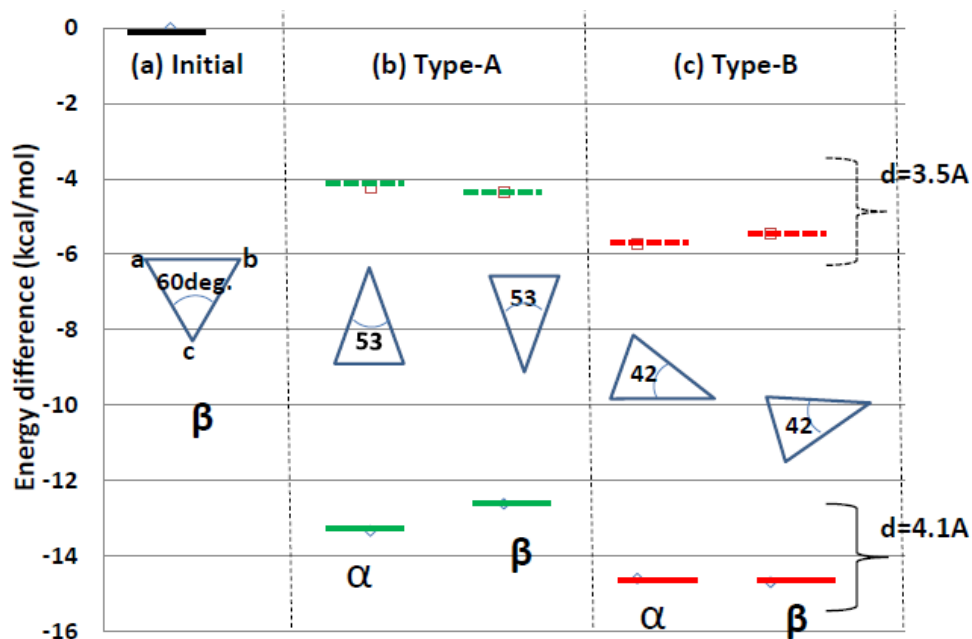 Energy difference (kcal/mol)
0
-2
-4
-6
-8
-10
-12
-14
-16
(a) Initial
(b) Type-A
(c) Type-B
d=3.5A
a
b
60deg.
c
β
53
53
42
42
d=4.1A
α
β
α
β